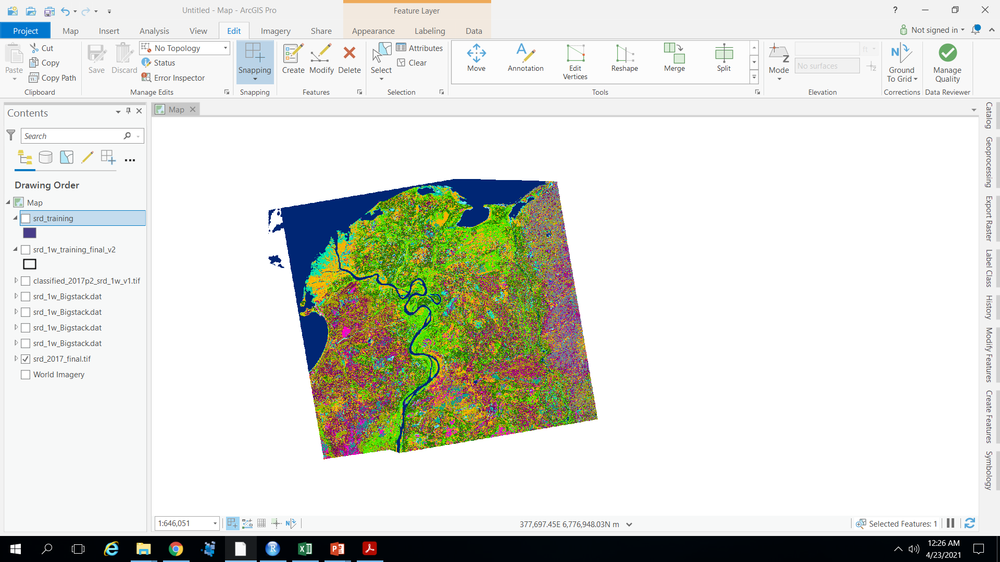 Untitled - Map - ArcGIS Pro
Feature Layer
?
Project
Map
Insert
Analysis
View
Edit
Imagery
Share
Appearance
Labeling
Data
Not signed in
Paste
Cut
Copy
Copy Path
Clipboard
Save
Discard
No Topology
Status
Error Inspector
Manage Edits
Snapping
Snapping
Create
Modify
Delete
Features
Select
Attributes
Clear
Selection
Move
Annotation
Edit
Vertices
Reshape
Merge
Split
Tools
Mode
ft
No surfaces
Elevation
Ground
To Grid
Corrections
Manage
Quality
Data Reviewer
Contents
Search
Drawing Order
Map
srd_training
srd_1w_training_final_v2
classified_2017p2_srd_1w_v1.tif
srd_1w_Bigstack.dat
srd_1w_Bigstack.dat
srd_1w_Bigstack.dat
srd_1w_Bigstack.dat
srd_2017_final.tif
World Imagery
Map
Catalog
Geoprocessing
Export Raster
Label Class
History
Modify Features
Create Features
Symbology
1:646,051
377,697.45E 6,776,948.03N m
Selected Features: 1
12:26 AM
4/23/2021